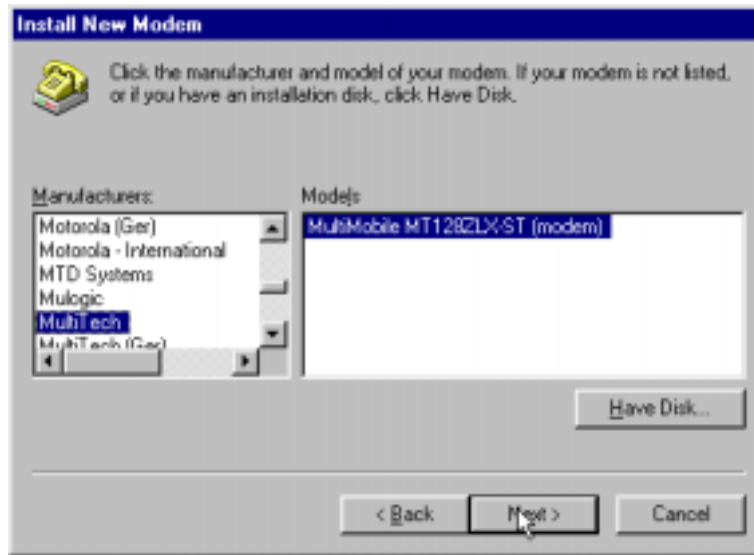 Install New Modem
Click the manufacturer and model of your modem. If your modem is not listed,
or if you have an installation disk, click Have Disk.
Manufacturers:
Motorola (Ger)
Motorola - International
MTD Systems
Mulogic
MultiTech
MultiTech (Ger)
Models
MultiMobile MT128ZLX-ST (modem)
Have Disk...
< Back
Next >
Cancel